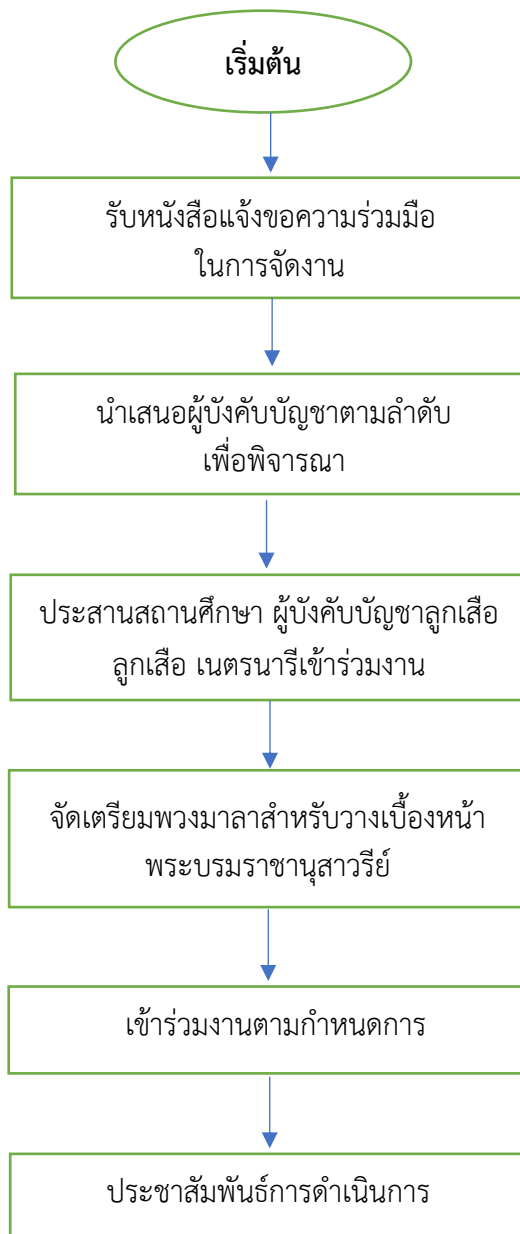 เริ่มต้น
รับหนังสือแจ้งขอความร่วมมือ
ในการจัดงาน
นำเสนอผู้บังคับบัญชาตามลำดับ
เพื่อพิจารณา
ประสานสถานศึกษา ผู้บังคับบัญชาลูกเสือ
ลูกเสือ เนตรนารีเข้าร่วมงาน
จัดเตรียมพวงมาลาสำหรับวางเบื้องหน้า
พระบรมราชานุสาวรีย์
เข้าร่วมงานตามกำหนดการ
ประชาสัมพันธ์การดำเนินการ